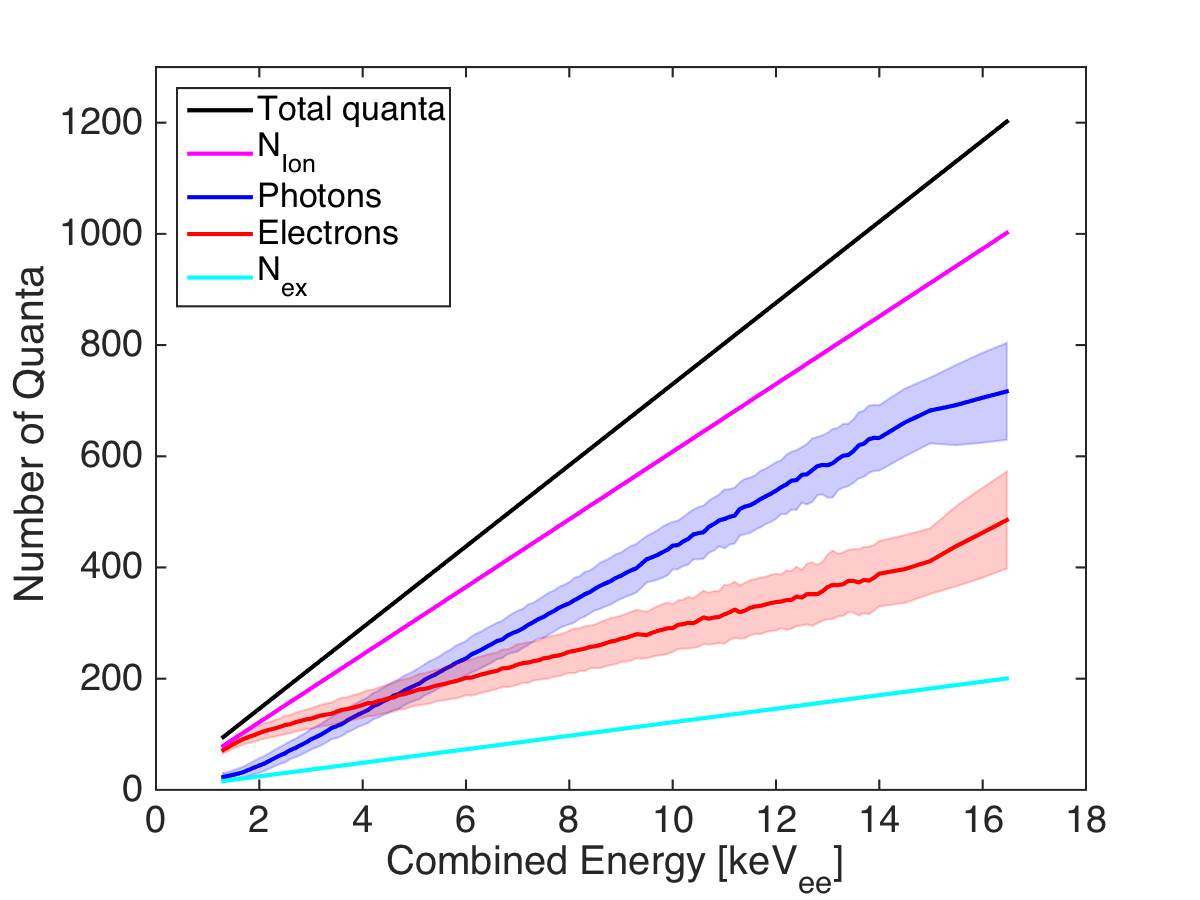 Total quanta
N_Ion
Photons
Electrons
N_ex
Number of Quanta
1200
1000
800
600
400
200
0
0 2 4 6 8 10 12 14 16 18
Combined Energy [keV_ee]